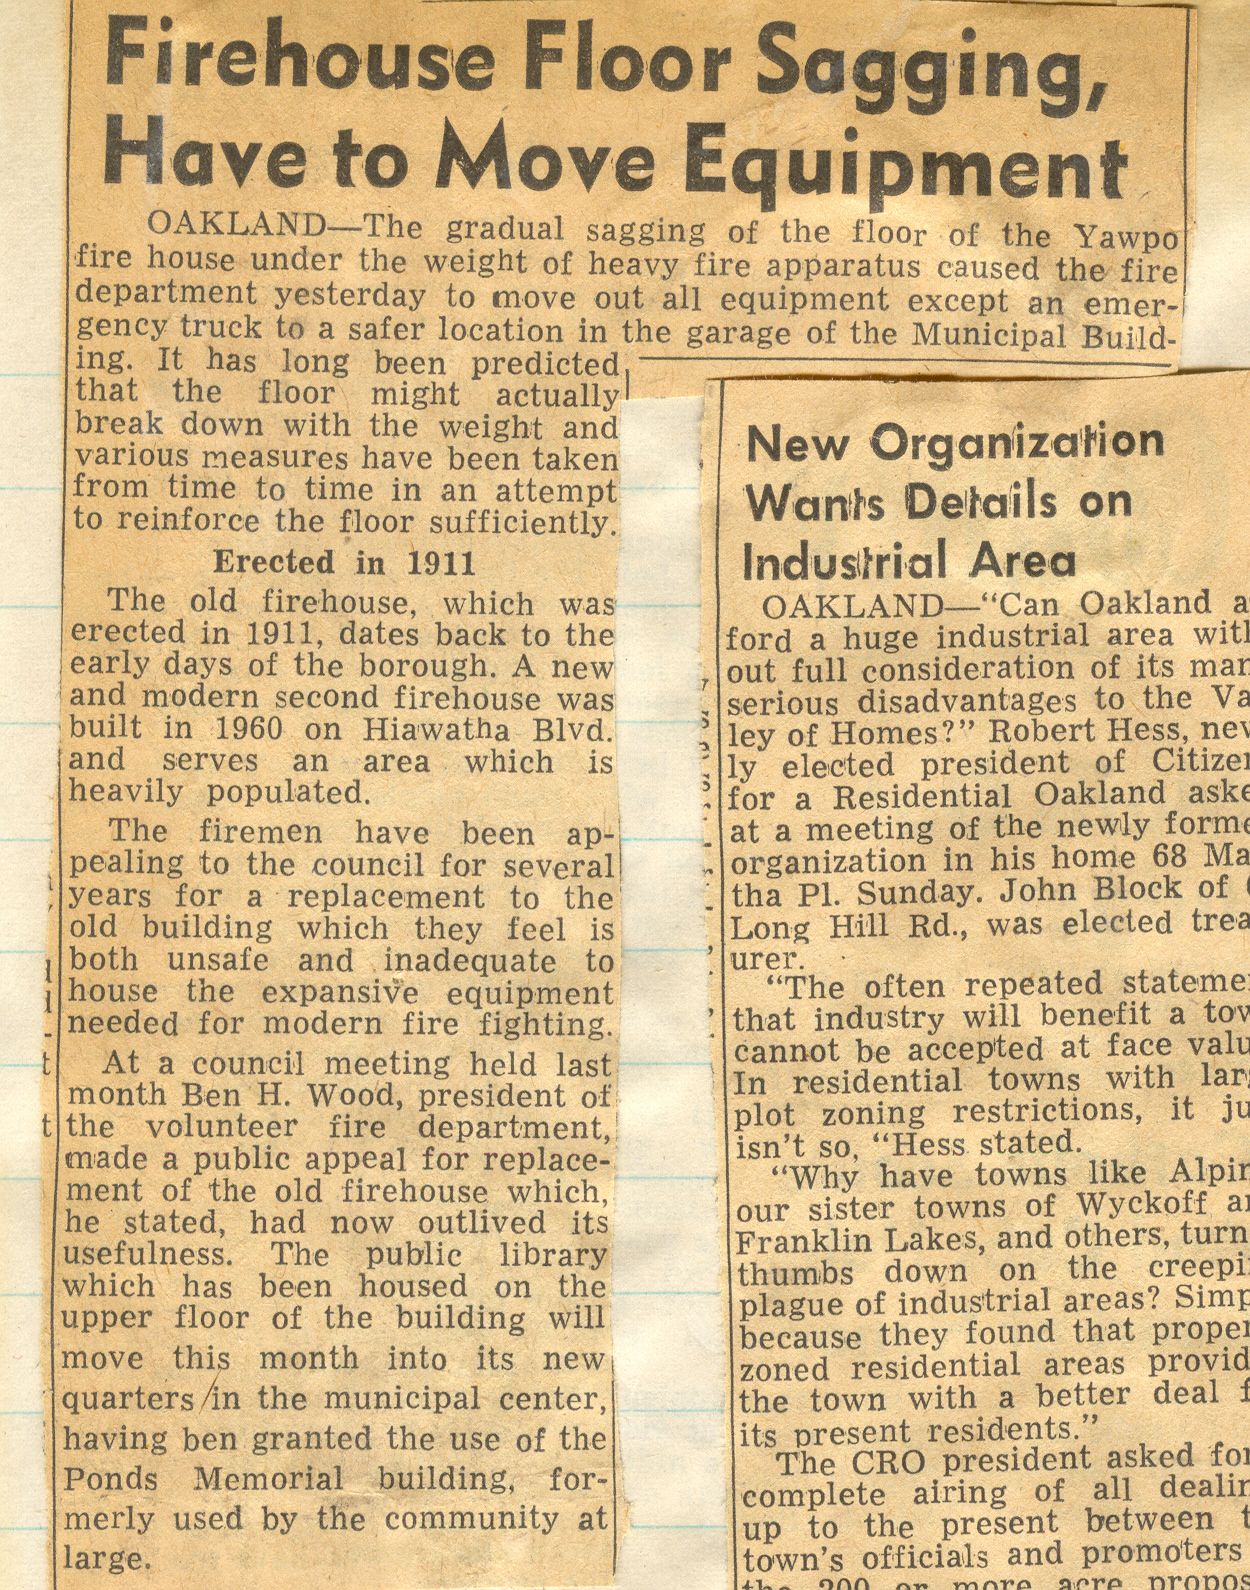 Firehouse Floor Sagging,
Have to Move Equipment
OAKLAND—The gradual sagging of the floor of the Yawpo
fire house under the weight of heavy fire apparatus caused the fire
department yesterday to move out all equipment except an emer-
gency truck to a safer location in the garage of the Municipal Build-
ing. It has long been predicted
that the floor might actually
break down with the weight and
various measures have been taken
from time to time in an attempt
to reinforce the floor sufficiently.
Erected in 1911
The old firehouse, which was
erected in 1911, dates back to the
early days of the borough. A new
and modern second firehouse was
built in 1960 on Hiawatha Blvd.
and serves an area which is
heavily populated.
The firemen have been ap-
pealing to the council for several
years for a replacement to the
old building which they feel is
both unsafe and inadequate to
house the expansive equipment
needed for modern fire fighting.
At a council meeting held last
month Ben H. Wood, president of
the volunteer fire department,
made a public appeal for replace-
ment of the old firehouse which,
he stated, had now outlived its
usefulness. The public library
which has been housed on the
upper floor of the building will
move this month into its new
quarters in the municipal center,
having ben granted the use of the
Ponds Memorial building, for-
merly used by the community at
large.
New Organization
Wants Details on
Industrial Area
OAKLAND—“Can Oakland a
ford a huge industrial area with
out full consideration of its man
serious disadvantages to the Va
ley of Homes?” Robert Hess, new
ly elected president of Citizen
for a Residential Oakland aske
at a meeting of the newly forme
organization in his home 68 Ma
tha Pl. Sunday. John Block of
Long Hill Rd., was elected trea
urer.
“The often repeated statemen
that industry will benefit a tow
cannot be accepted at face valu
In residential towns with larg
plot zoning restrictions, it ju
isn't so, “Hess stated.
“Why have towns like Alpin
our sister towns of Wyckoff an
Franklin Lakes, and others, turn
thumbs down on the creepi
plague of industrial areas? Simp
because they found that proper
zoned residential areas provid
the town with a better deal f
its present residents.”
The CRO president asked for
complete airing of all dealin
up to the present between t
town's officials and promoters
the 200 or more acre propos